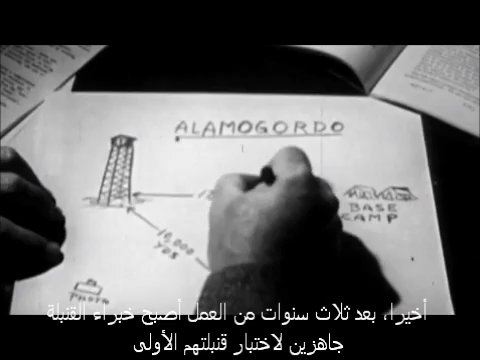 ALAMOGORDO
BASE
CAMP
10,000
YDS
PHOTO
أخيرا، بعد ثلاث سنوات من العمل أصبح خبراء القنبلة
جاهزين لاختبار قنبلتهم الأولى